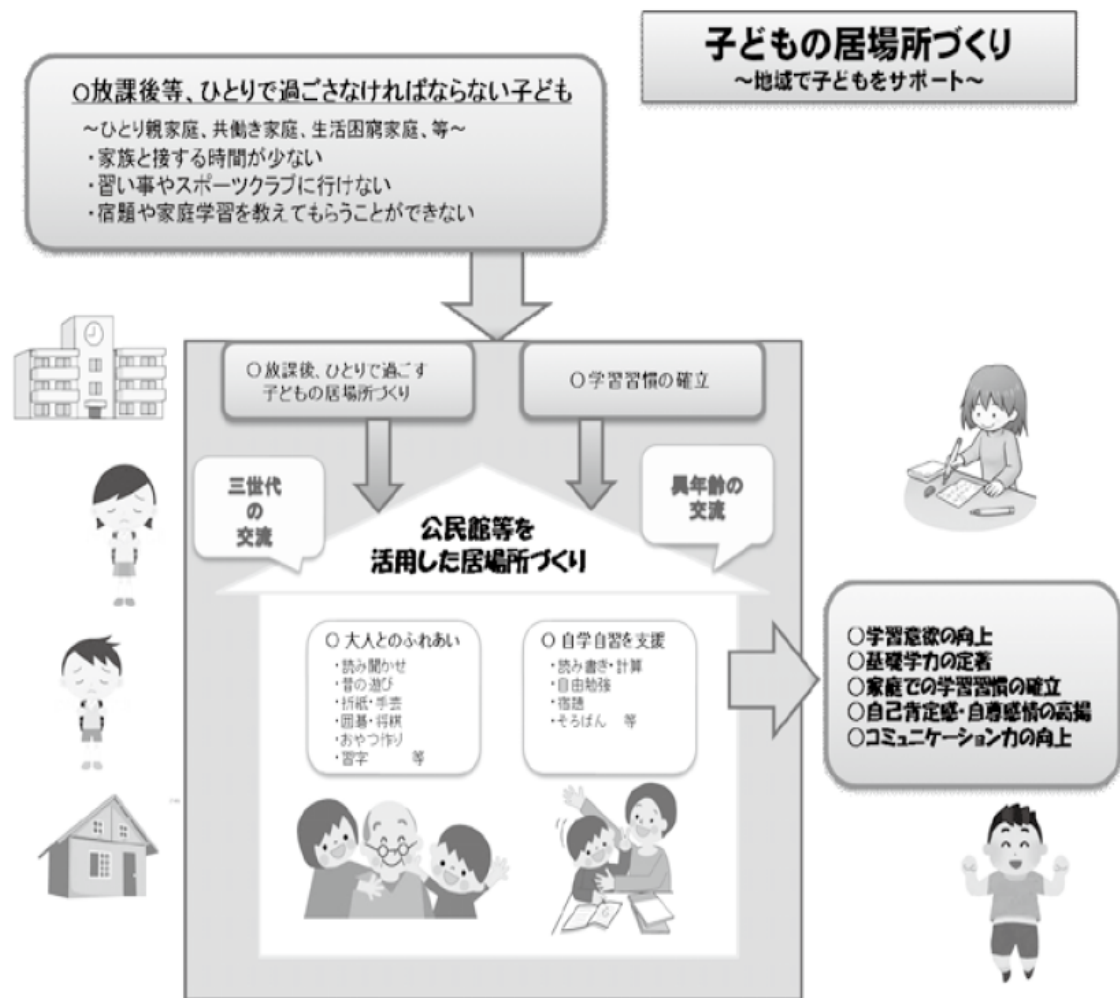 子どもの居場所づくり
～地域で子どもをサポート～
○放課後等、ひとりで過ごさなければならない子ども
～ひとり親家庭、共働き家庭、生活困窮家庭、等～
・家族と接する時間が少ない
・習い事やスポーツクラブに行けない
・宿題や家庭学習を教えてもらうことができない
○放課後、ひとりで過ごす
子どもの居場所づくり
○学習習慣の確立
三世代
の
交流
異年齢の
交流
公民館等を
活用した居場所づくり
○ 大人とのふれあい
・読み聞かせ
・昔の遊び
・折紙・手芸
・囲碁・将棋
・おやつ作り
・習字 等
○ 自学自習を支援
・読み書き・計算
・自由勉強
・宿題
・そろばん 等
○学習意欲の向上
○基礎学力の定着
○家庭での学習習慣の確立
○自己肯定感・自尊感情の高揚
○コミュニケーション力の向上